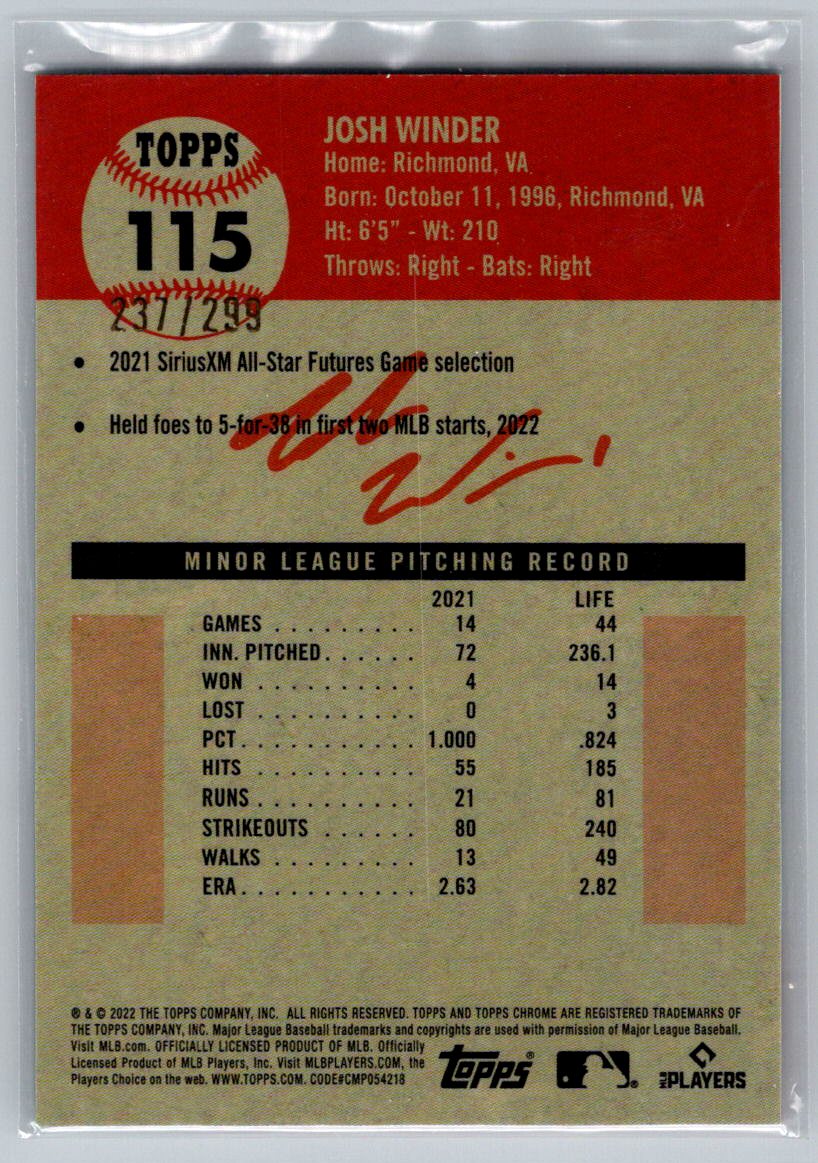 TOPPS
115
237/299
JOSH WINDER
Home: Richmond, VA
Born: October 11, 1996, Richmond, VA
Ht: 6'5" - Wt: 210
Throws: Right - Bats: Right
• 2021 SiriusXM All-Star Futures Game selection
• Held foes to 5-for-38 in first two MLB starts, 2022
MINOR LEAGUE PITCHING RECORD
2021 LIFE
GAMES . . . . . . . . . 14 44
INN. PITCHED. . . . . . 72 236.1
WON . . . . . . . . . . 4 14
LOST . . . . . . . . . . 0 3
PCT. . . . . . . . . . . 1.000 .824
HITS . . . . . . . . . . 55 185
RUNS . . . . . . . . . . 21 81
STRIKEOUTS . . . . . . 80 240
WALKS . . . . . . . . . 13 49
ERA. . . . . . . . . . . 2.63 2.82
® & © 2022 THE TOPPS COMPANY, INC. ALL RIGHTS RESERVED. TOPPS AND TOPPS CHROME ARE REGISTERED TRADEMARKS OF
THE TOPPS COMPANY, INC. Major League Baseball trademarks and copyrights are used with permission of Major League Baseball.
Visit MLB.com. OFFICIALLY LICENSED PRODUCT OF MLB. Officially
Licensed Product of MLB Players, Inc. Visit MLBPLAYERS.COM, the
Players Choice on the web. WWW.TOPPS.COM. CODE#CMP054218
Topps®
MLB PLAYERS